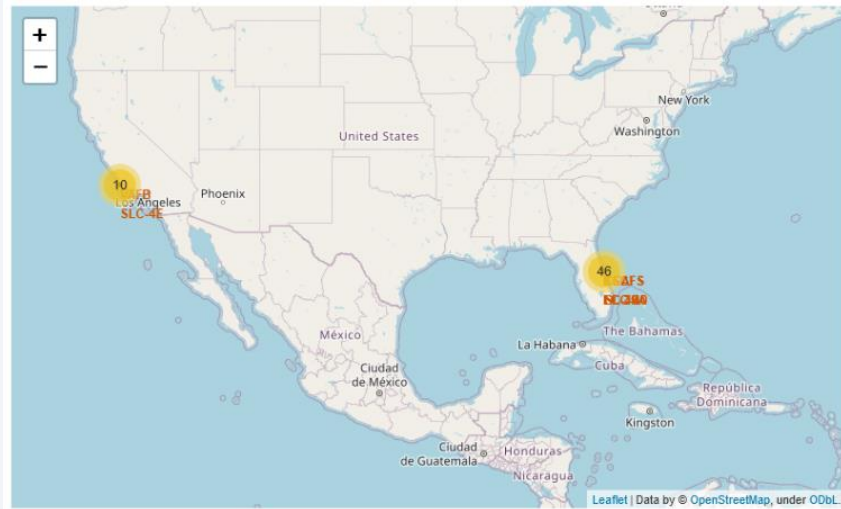 +
−
Ottawa
New York
United States
Washington
10
Phoenix
Los Angeles
SLC-4E
46
The Bahamas
México
La Habana
Cuba
Ciudad
de México
República
Dominicana
Kingston
Ciudad
de Guatemala
Honduras
Nicaragua
Leaflet | Data by © OpenStreetMap, under ODbL.